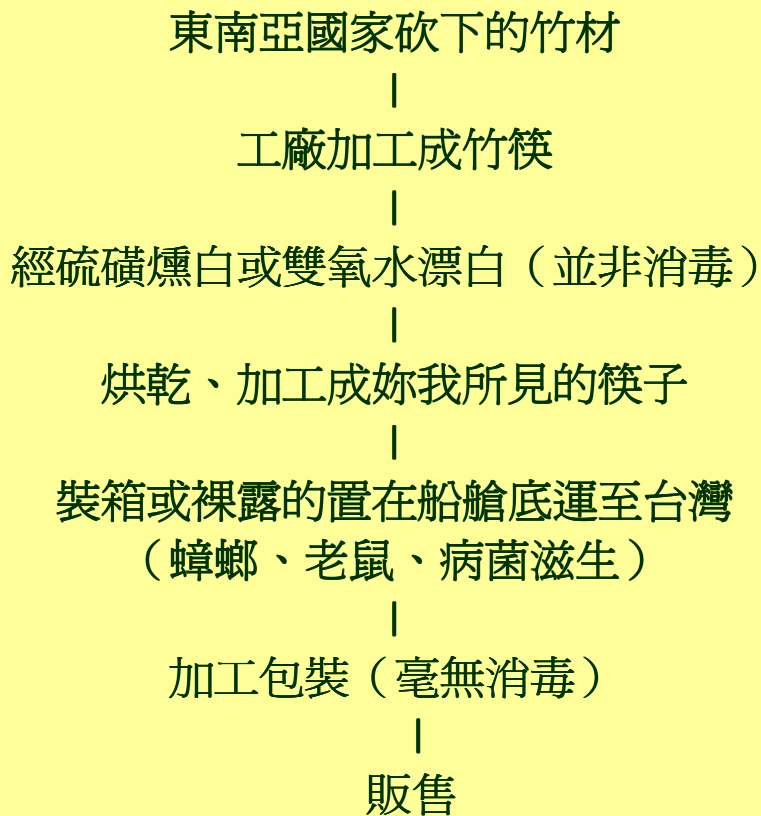 東南亞國家砍下的竹材
|
工廠加工成竹筷
|
經硫磺燻白或雙氧水漂白（並非消毒）
|
烘乾、加工成妳我所見的筷子
|
裝箱或裸露的置在船艙底運至台灣
（蟑螂、老鼠、病菌滋生）
|
加工包裝（毫無消毒）
|
販售